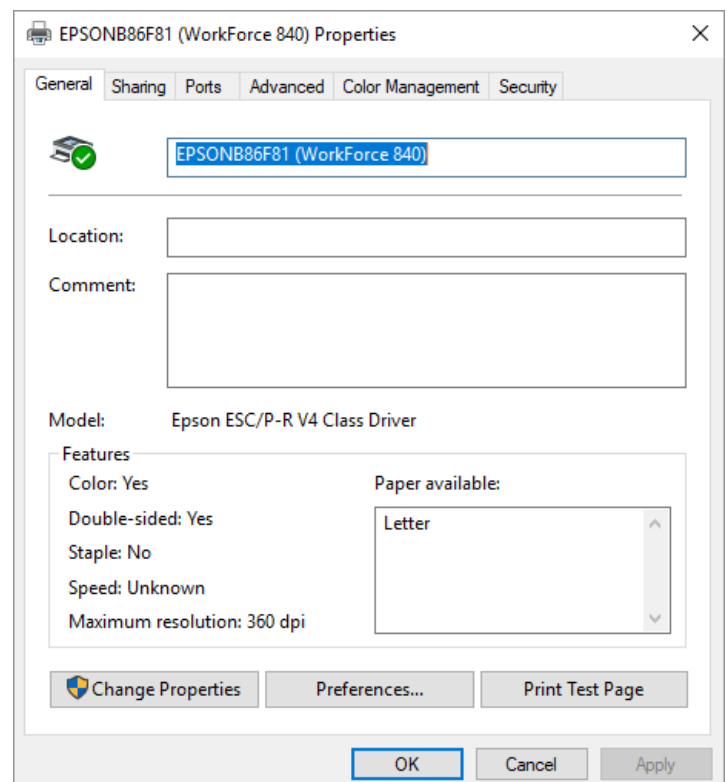 EPSONB86F81 (WorkForce 840) Properties
General Sharing Ports Advanced Color Management Security
EPSONB86F81 (WorkForce 840)
Location:
Comment:
Model: Epson ESC/P-R V4 Class Driver
Features
Color: Yes Paper available:
Double-sided: Yes Letter
Staple: No
Speed: Unknown
Maximum resolution: 360 dpi
Change Properties Preferences... Print Test Page
OK Cancel Apply